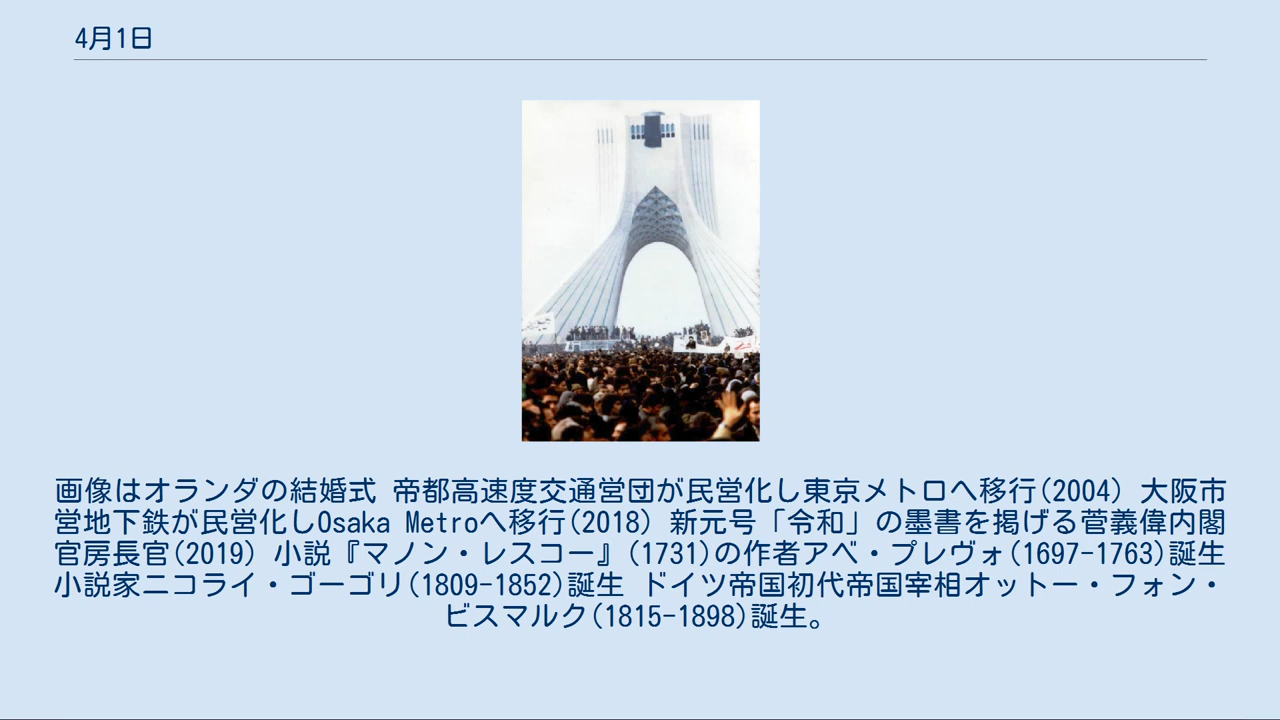 4月1日
画像はオランダの結婚式 帝都高速度交通営団が民営化し東京メトロへ移行(2004) 大阪市
営地下鉄が民営化しOsaka Metroへ移行(2018) 新元号「令和」の墨書を掲げる菅義偉内閣
官房長官(2019) 小説『マノン・レスコー』(1731)の作者アベ・プレヴォ(1697-1763)誕生
小説家ニコライ・ゴーゴリ(1809-1852)誕生 ドイツ帝国初代帝国宰相オットー・フォン・
ビスマルク(1815-1898)誕生。